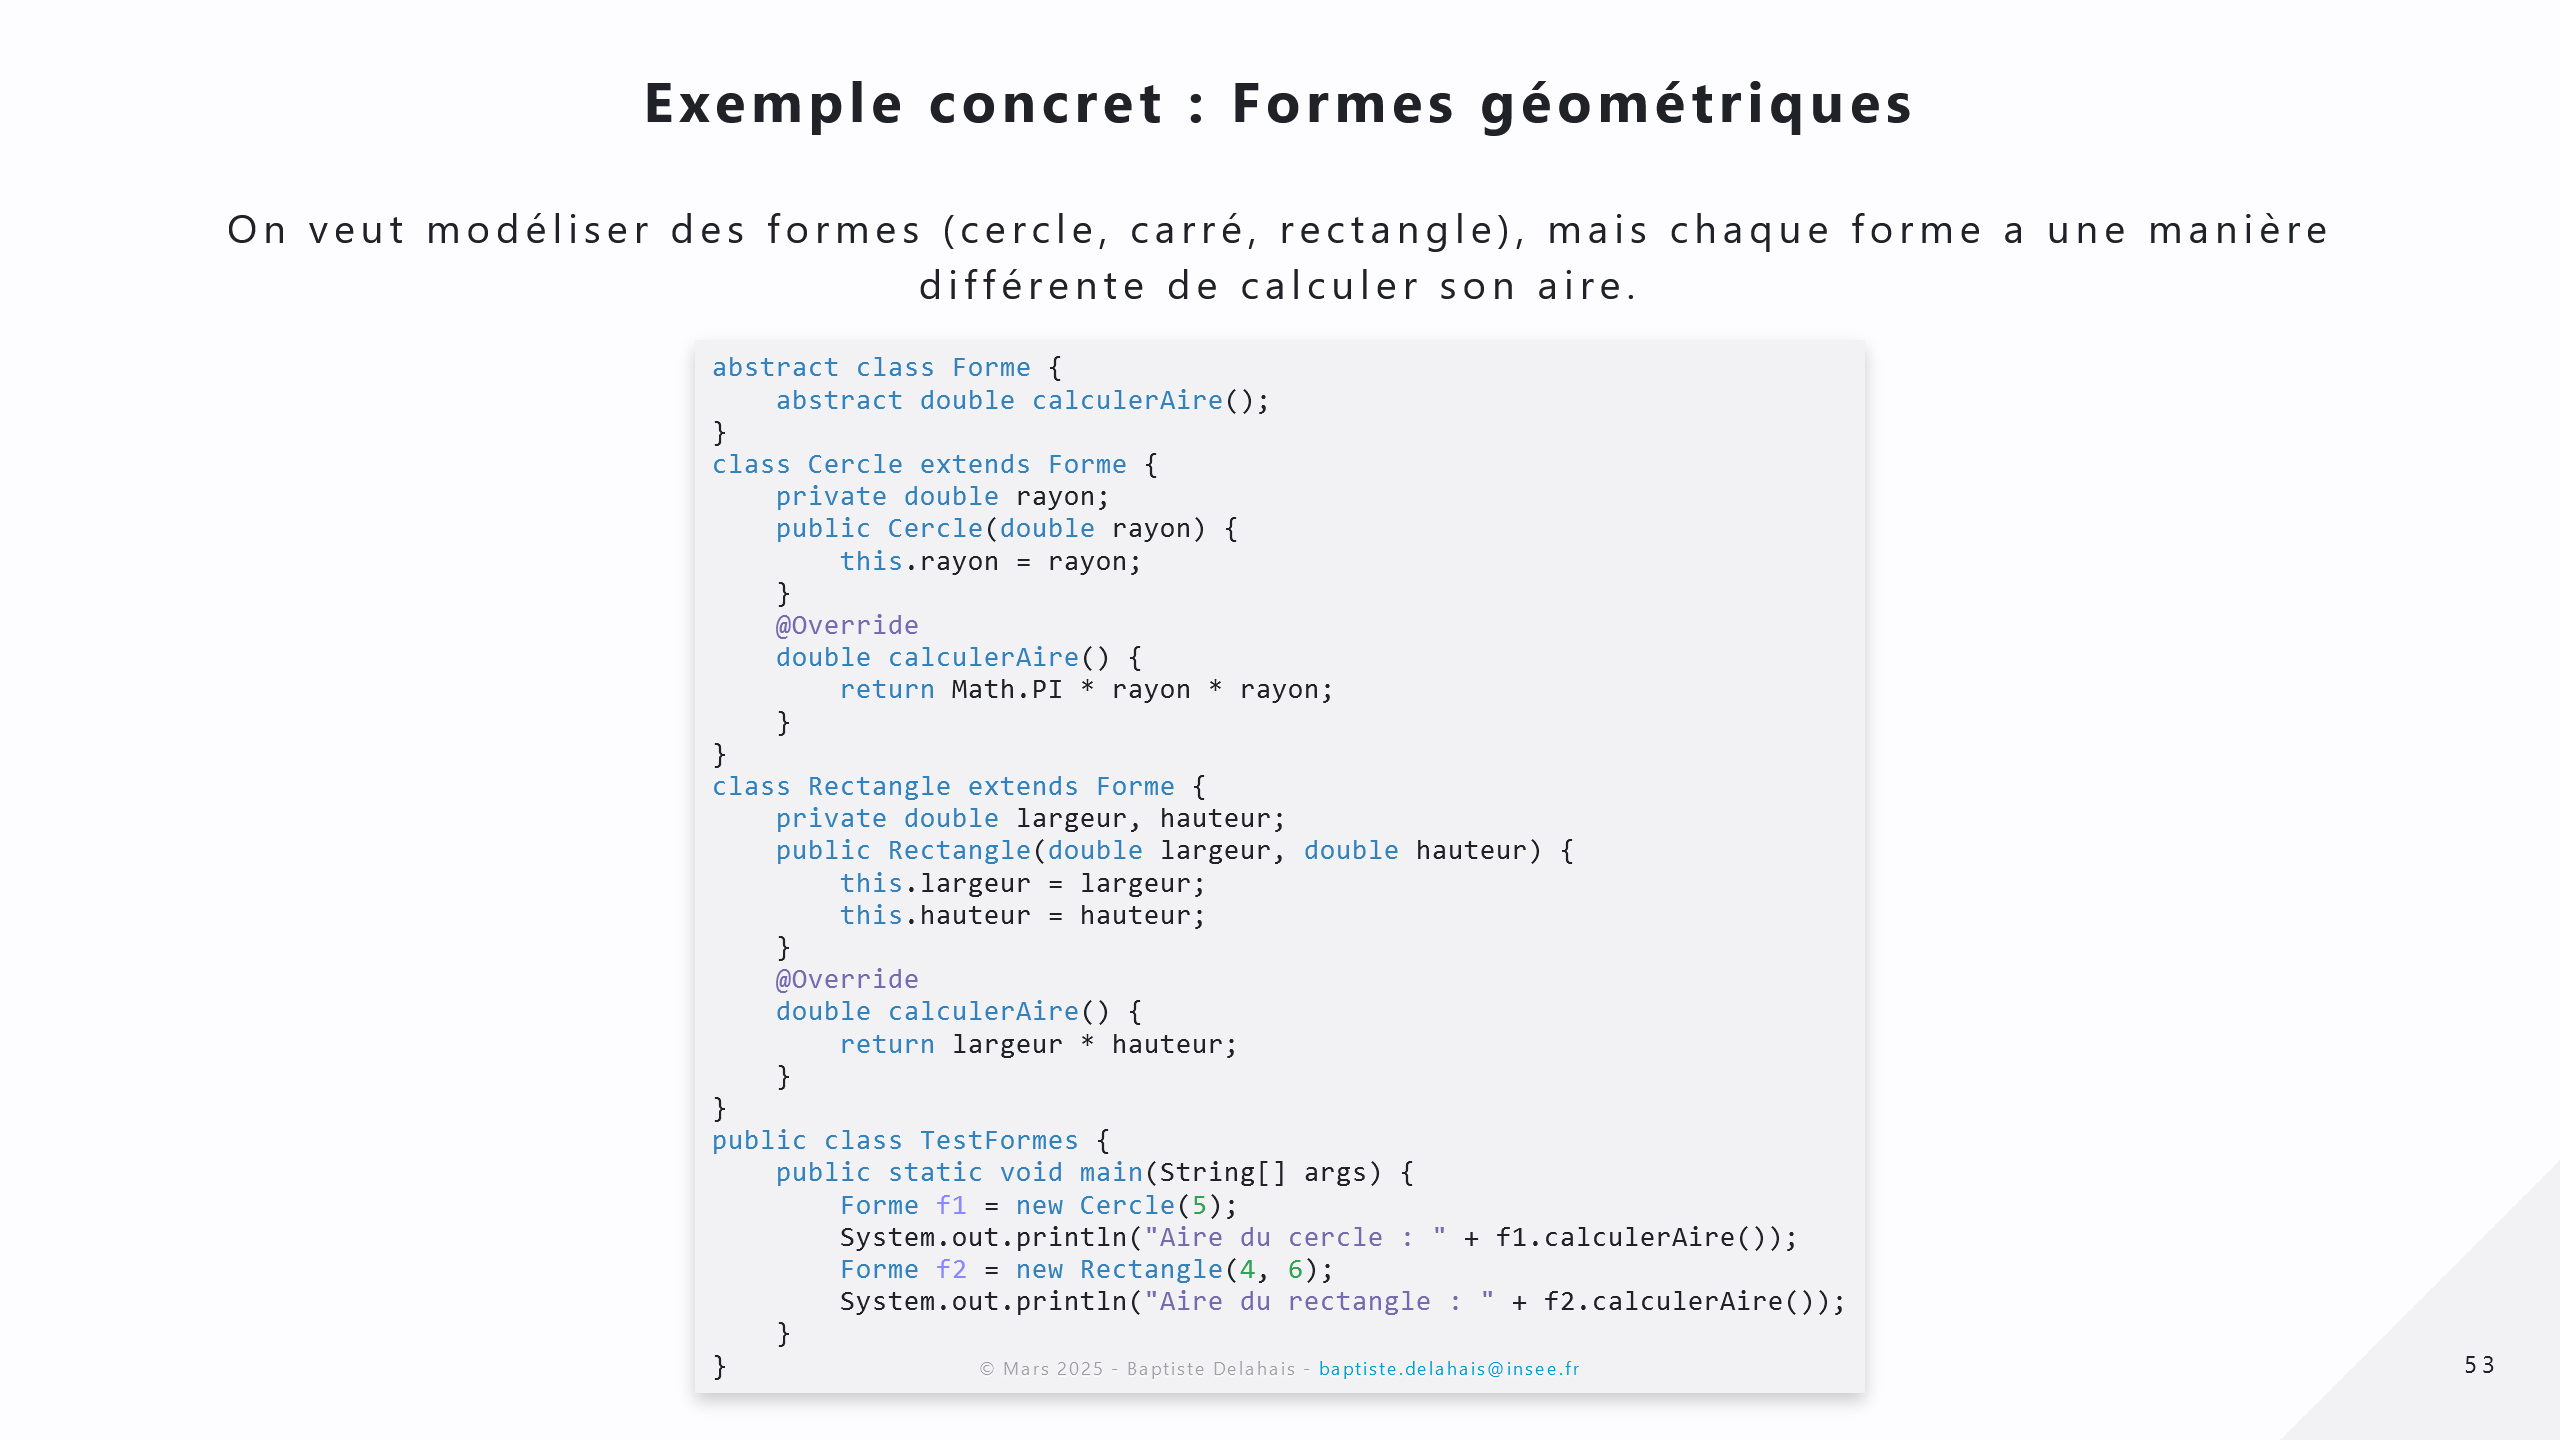 Exemple concret : Formes géométriques
On veut modéliser des formes (cercle, carré, rectangle), mais chaque forme a une manière
différente de calculer son aire.
abstract class Forme {
    abstract double calculerAire();
}
class Cercle extends Forme {
    private double rayon;
    public Cercle(double rayon) {
        this.rayon = rayon;
    }
    @Override
    double calculerAire() {
        return Math.PI * rayon * rayon;
    }
}
class Rectangle extends Forme {
    private double largeur, hauteur;
    public Rectangle(double largeur, double hauteur) {
        this.largeur = largeur;
        this.hauteur = hauteur;
    }
    @Override
    double calculerAire() {
        return largeur * hauteur;
    }
}
public class TestFormes {
    public static void main(String[] args) {
        Forme f1 = new Cercle(5);
        System.out.println("Aire du cercle : " + f1.calculerAire());
        Forme f2 = new Rectangle(4, 6);
        System.out.println("Aire du rectangle : " + f2.calculerAire());
    }
}
© Mars 2025 - Baptiste Delahais - baptiste.delahais@insee.fr
53